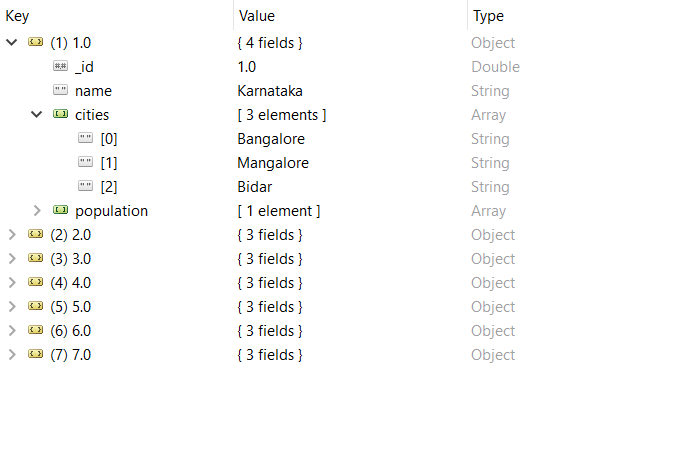 Key Value Type
(1) 1.0 { 4 fields } Object
_id 1.0 Double
name Karnataka String
cities [ 3 elements ] Array
[0] Bangalore String
[1] Mangalore String
[2] Bidar String
population [ 1 element ] Array
(2) 2.0 { 3 fields } Object
(3) 3.0 { 3 fields } Object
(4) 4.0 { 3 fields } Object
(5) 5.0 { 3 fields } Object
(6) 6.0 { 3 fields } Object
(7) 7.0 { 3 fields } Object